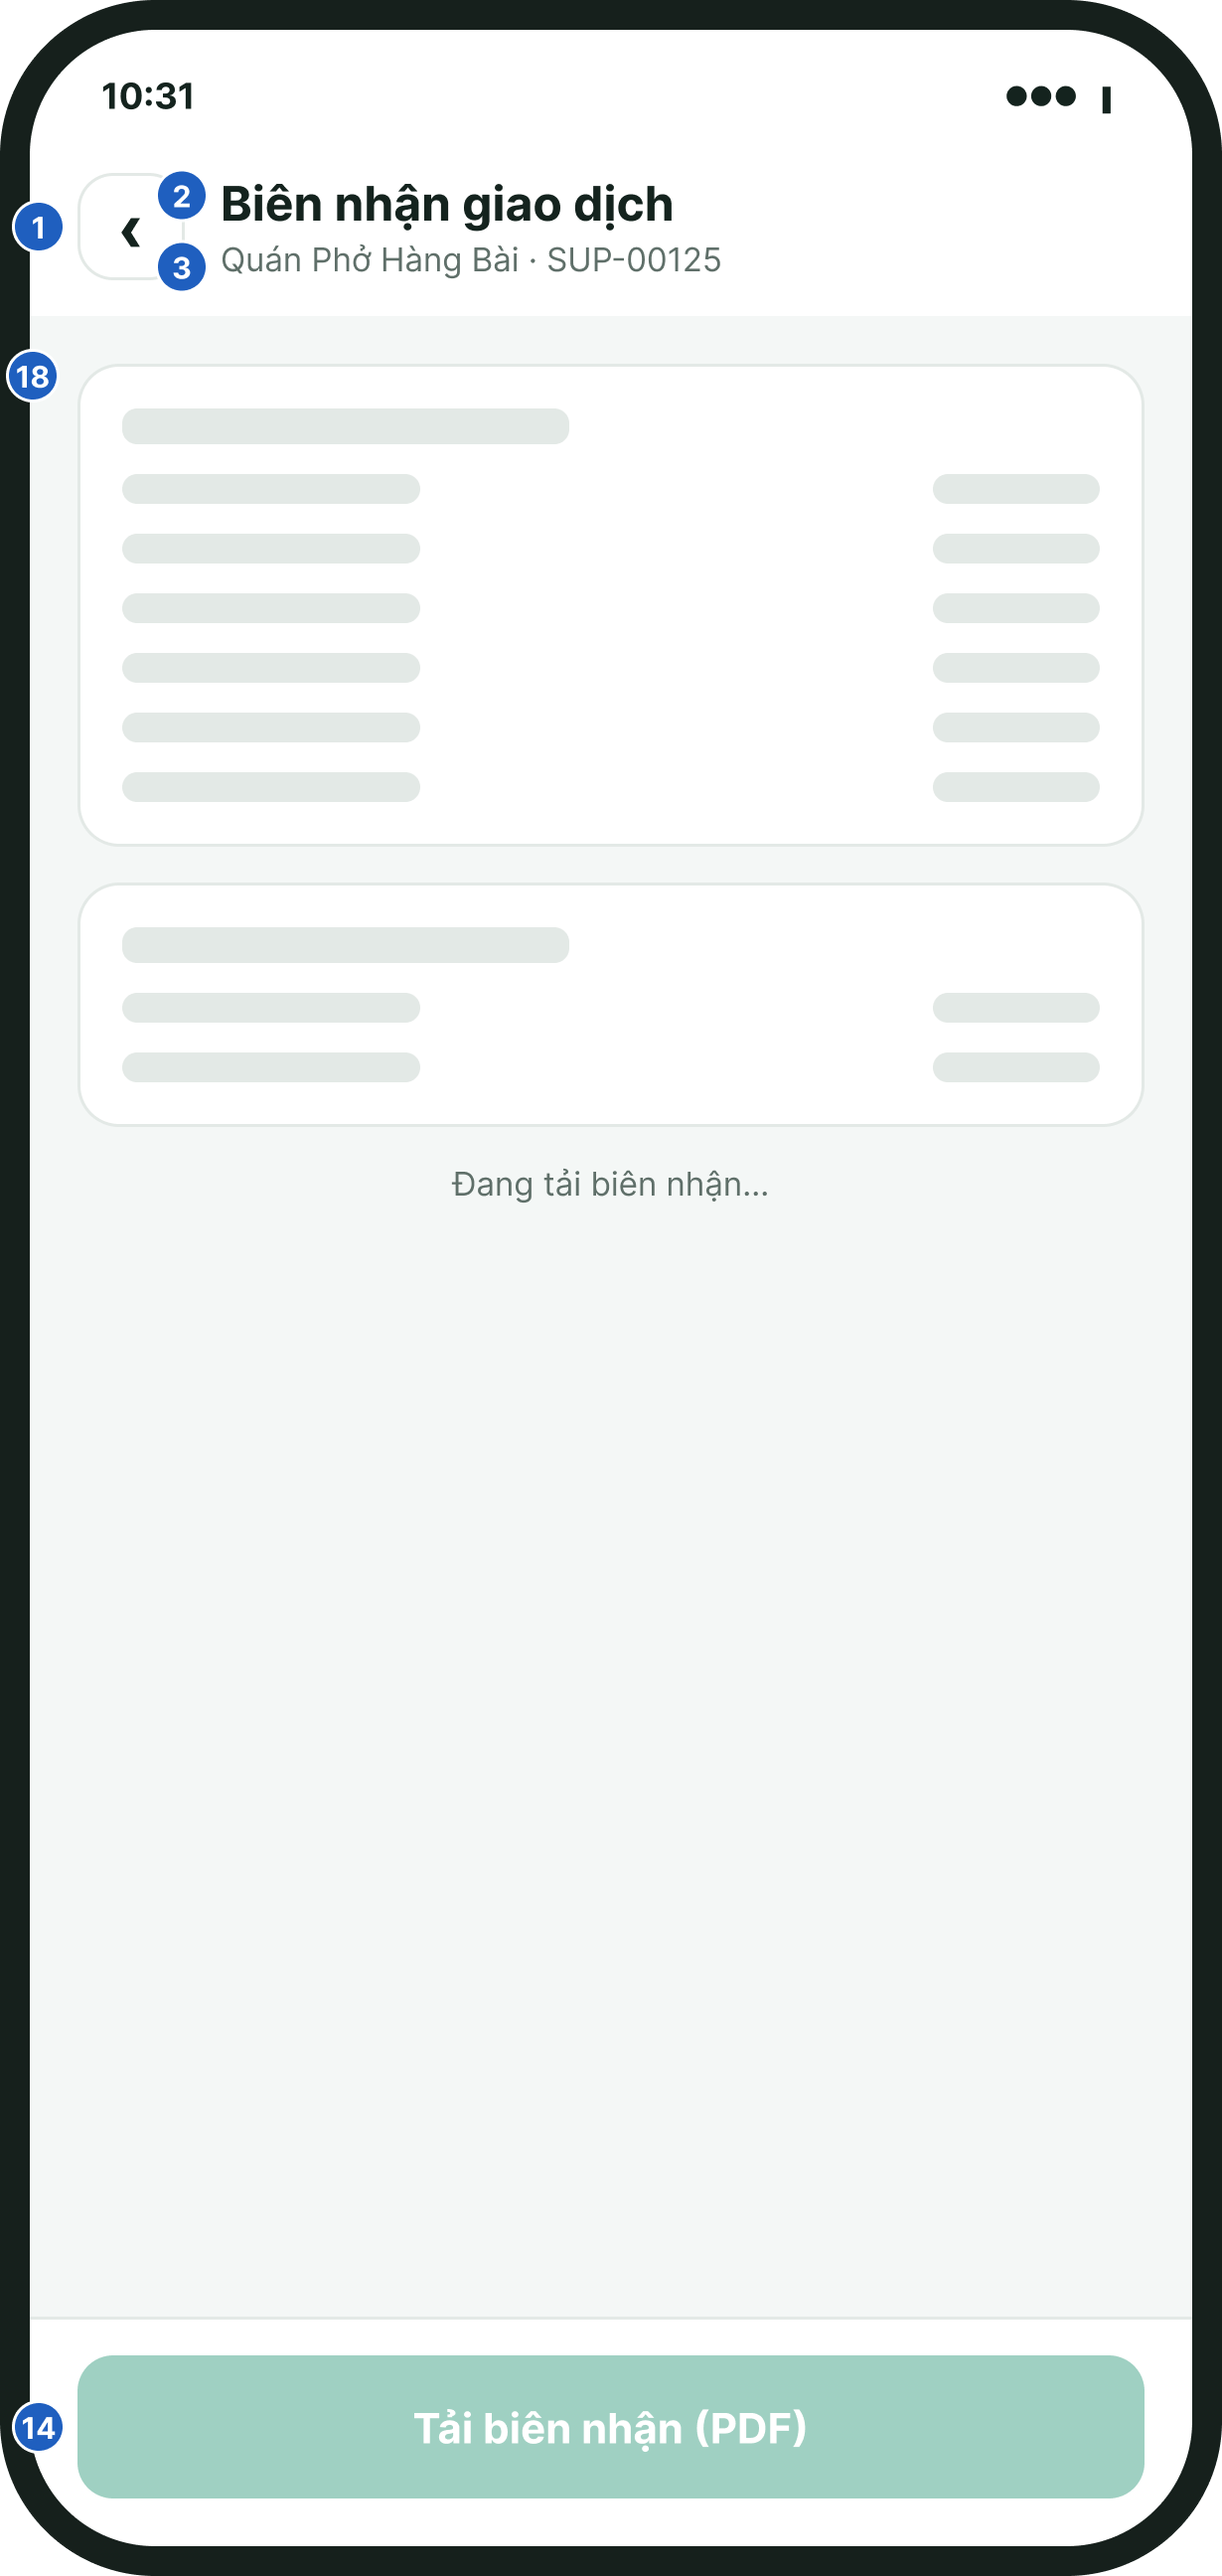 10:31
1
2
Biên nhận giao dịch
3
Quán Phở Hàng Bài · SUP-00125
18
Đang tải biên nhận...
14
Tải biên nhận (PDF)